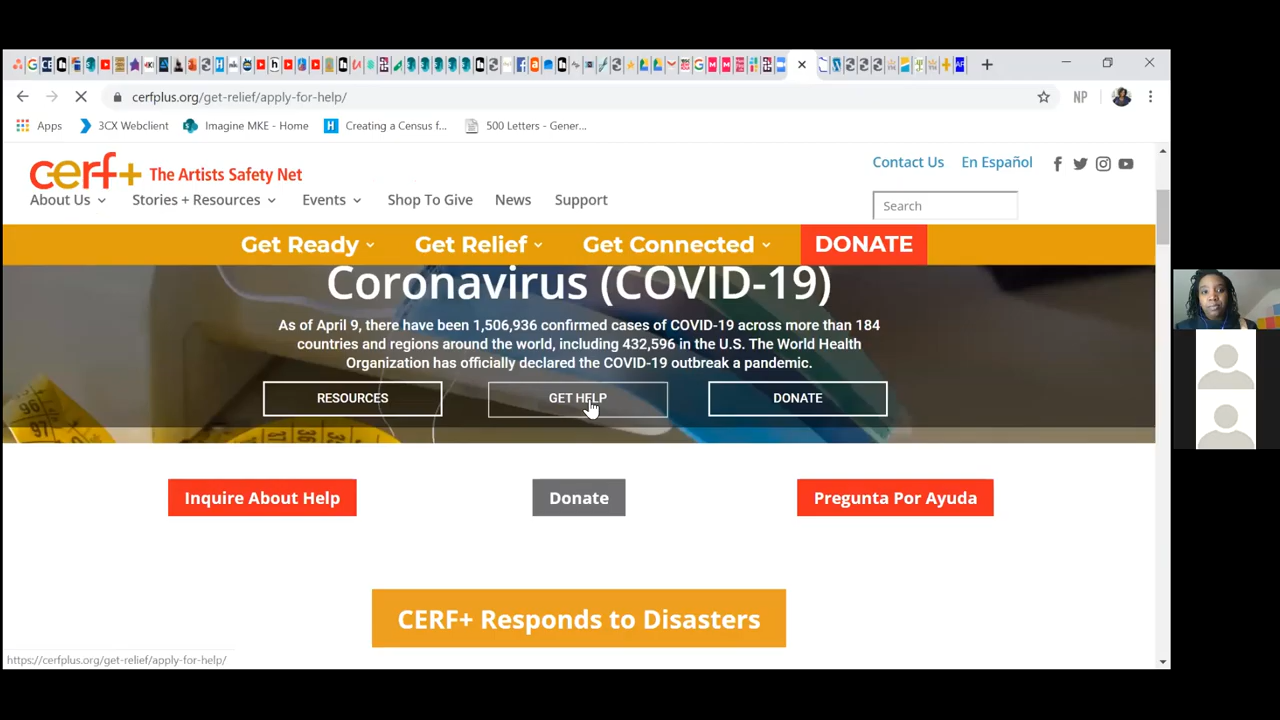 cerfplus.org/get-relief/apply-for-help/
NP
Apps
3CX Webclient
Imagine MKE - Home
Creating a Census f...
500 Letters - Gener...
cerf+ The Artists Safety Net
Contact Us
En Español
About Us
Stories + Resources
Events
Shop To Give
News
Support
Search
Get Ready
Get Relief
Get Connected
DONATE
Coronavirus (COVID-19)
As of April 9, there have been 1,506,936 confirmed cases of COVID-19 across more than 184
countries and regions around the world, including 432,596 in the U.S. The World Health
Organization has officially declared the COVID-19 outbreak a pandemic.
RESOURCES
GET HELP
DONATE
96
97
Inquire About Help
Donate
Pregunta Por Ayuda
CERF+ Responds to Disasters
https://cerfplus.org/get-relief/apply-for-help/